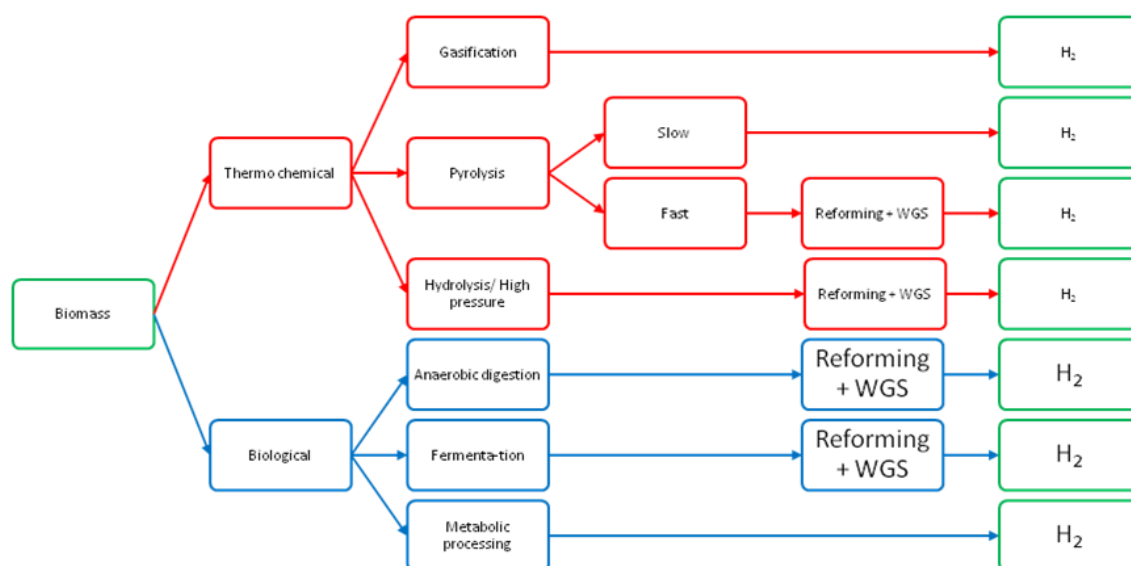 Gasification
H₂
Slow
H₂
Thermo chemical
Pyrolysis
Fast
Reforming + WGS
H₂
Biomass
Hydrolysis/ High
pressure
Reforming + WGS
H₂
Anaerobic digestion
Reforming
+ WGS
H₂
Biological
Fermenta-tion
Reforming
+ WGS
H₂
Metabolic
processing
H₂